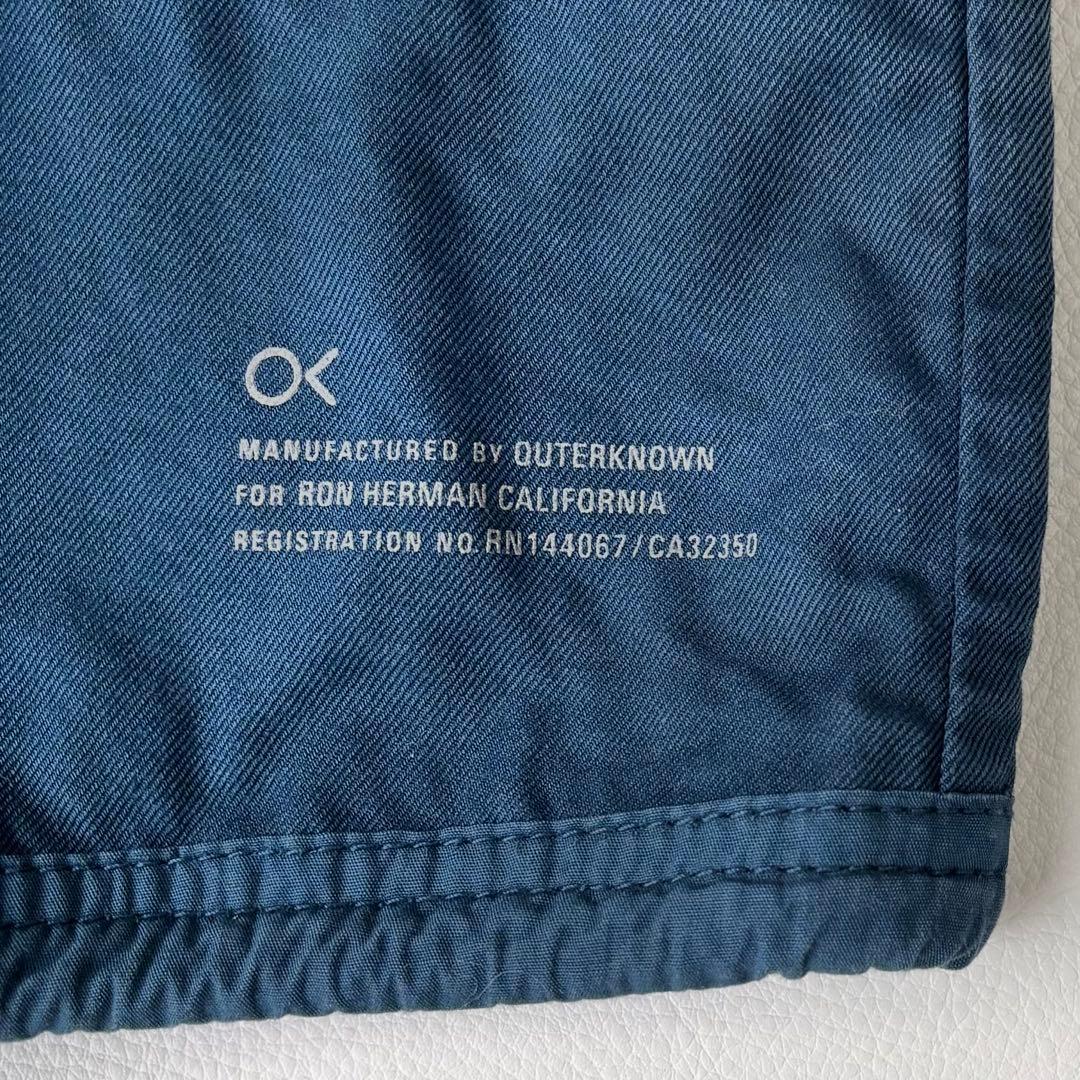 OK
MANUFACTURED BY OUTERKNOWN
FOR RON HERMAN CALIFORNIA
REGISTRATION NO. RN144067/CA32350